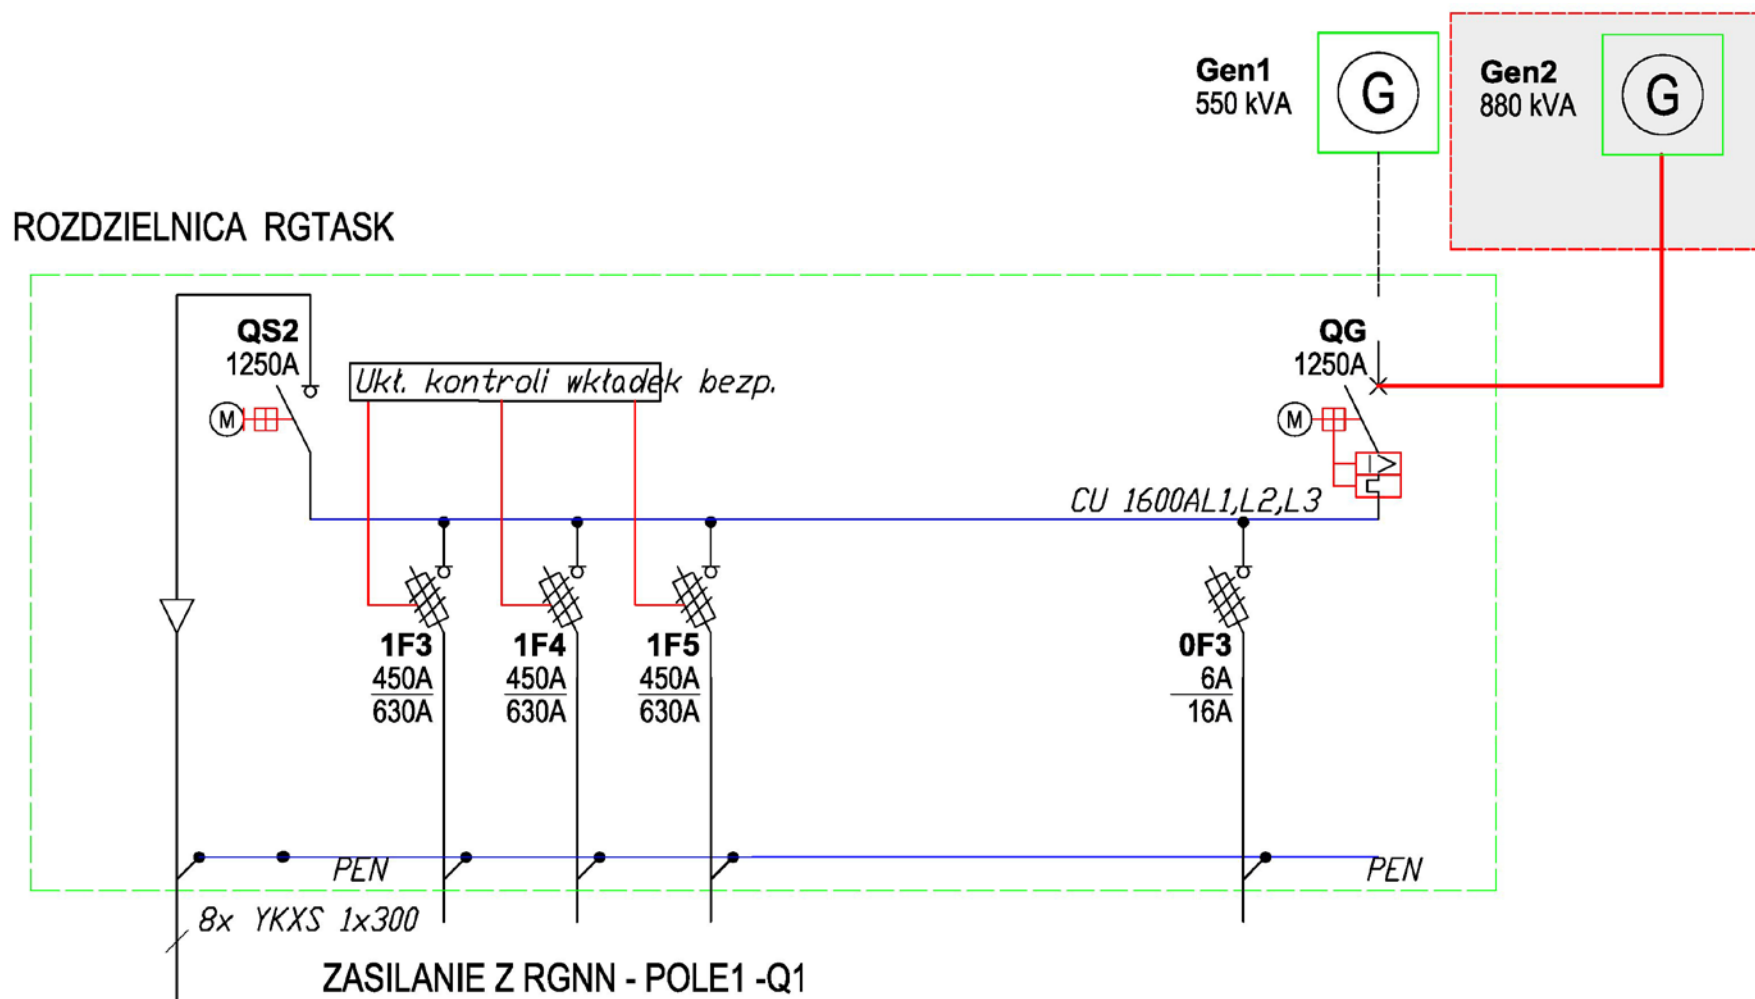 Gen1
550 kVA
G
Gen2
880 kVA
G
ROZDZIELNICA RGTASK
QS2
1250A
M
Ukł. kontroli wkładek bezp.
QG
1250A
M
I>
CU 1600AL1,L2,L3
1F3
450A
630A
1F4
450A
630A
1F5
450A
630A
0F3
6A
16A
PEN
PEN
8x YKXS 1x300
ZASILANIE Z RGNN - POLE1 -Q1